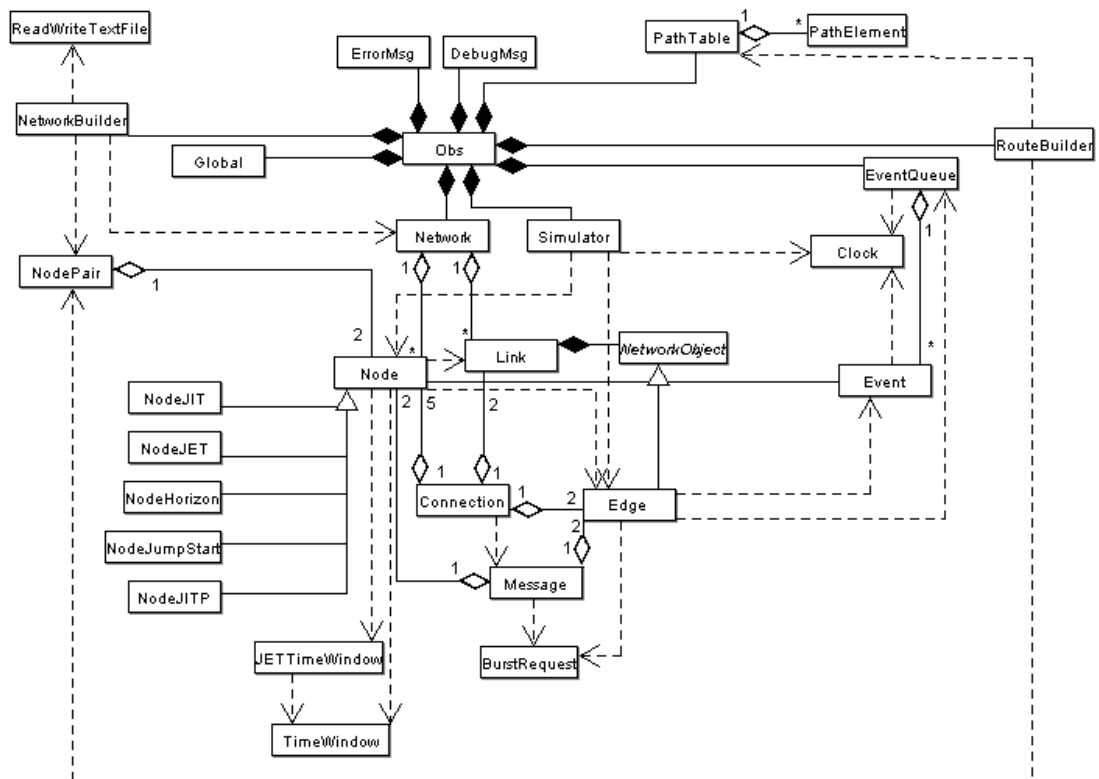 ReadWriteTextFile
1
*
PathTable
PathElement
ErrorMsg
DebugMsg
NetworkBuilder
Obs
RouteBuilder
Global
EventQueue
1
Network
Simulator
Clock
NodePair
1
1
1
2
*
*
*
NetworkObject
Link
Node
Event
2
5
2
NodeJIT
NodeJET
1
1
NodeHorizon
Connection
1
2
Edge
2
NodeJumpStart
1
1
Message
NodeJITP
JETTimeWindow
BurstRequest
TimeWindow